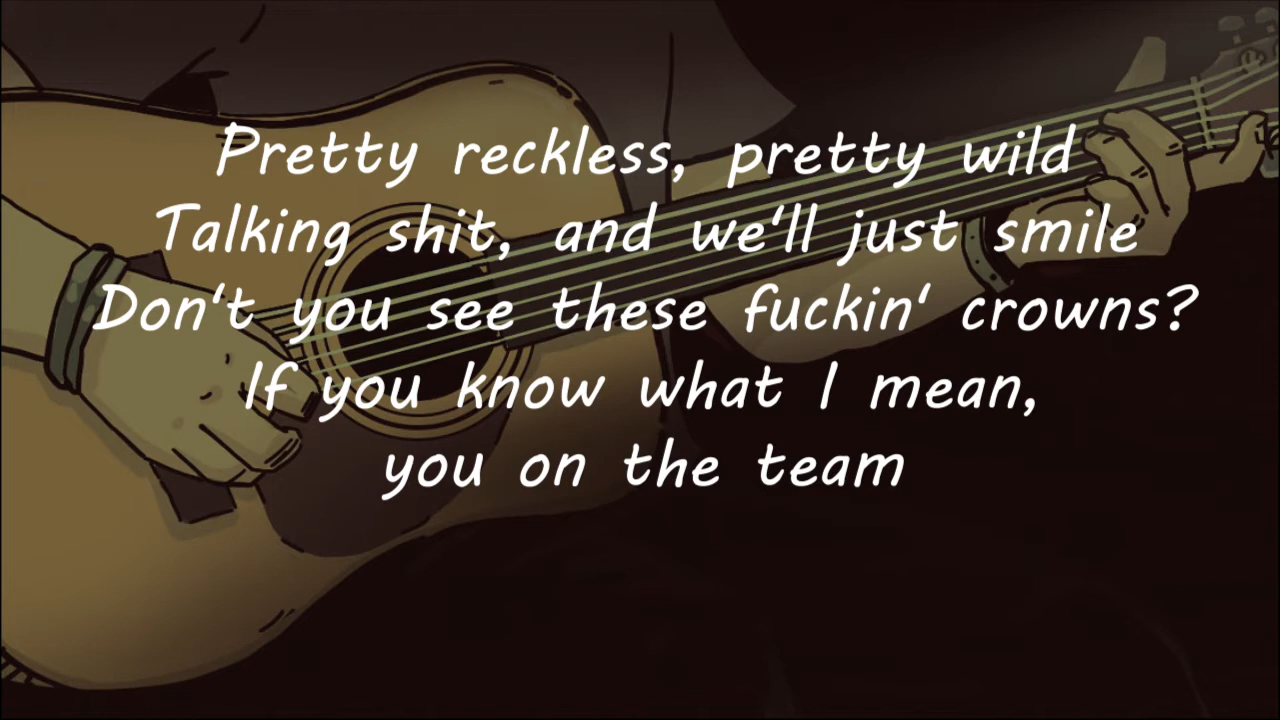 Pretty reckless, pretty wild
Talking shit, and we'll just smile
Don't you see these fuckin' crowns?
If you know what I mean,
you on the team